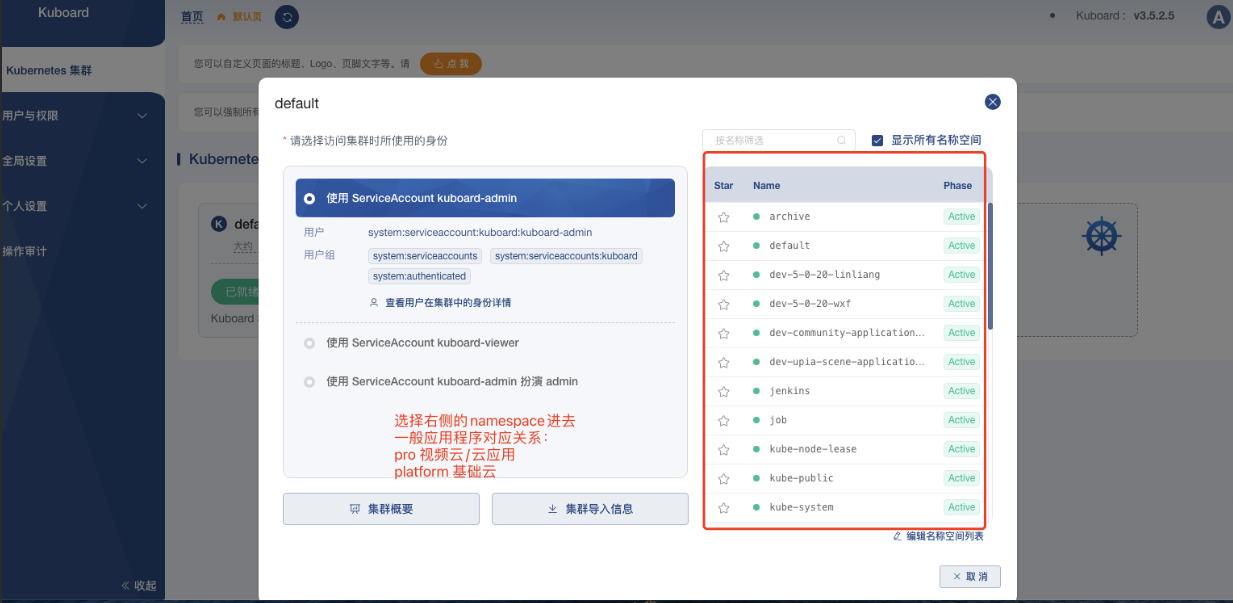 Kuboard
首页 默认页
Kuboard : v3.5.2.5
A
Kubernetes 集群
用户与权限
全局设置
个人设置
操作审计
收起
您可以自定义页面的标题、Logo、页脚文字等。请 点 我
您可以强制所有
Kubernete
K defa
大约
已就绪
Kuboard
default
* 请选择访问集群时所使用的身份
按名称筛选
显示所有名称空间
使用 ServiceAccount kuboard-admin
用户 system:serviceaccount:kuboard:kuboard-admin
用户组 system:serviceaccounts system:serviceaccounts:kuboard
system:authenticated
查看用户在集群中的身份详情
使用 ServiceAccount kuboard-viewer
使用 ServiceAccount kuboard-admin 扮演 admin
选择右侧的namespace进去
一般应用程序对应关系：
pro 视频云/云应用
platform 基础云
集群概要
集群导入信息
Star Name Phase
archive Active
default Active
dev-5-0-20-linliang Active
dev-5-0-20-wxf Active
dev-community-application... Active
dev-upia-scene-applicatio... Active
jenkins Active
job Active
kube-node-lease Active
kube-public Active
kube-system Active
编辑名称空间列表
取 消